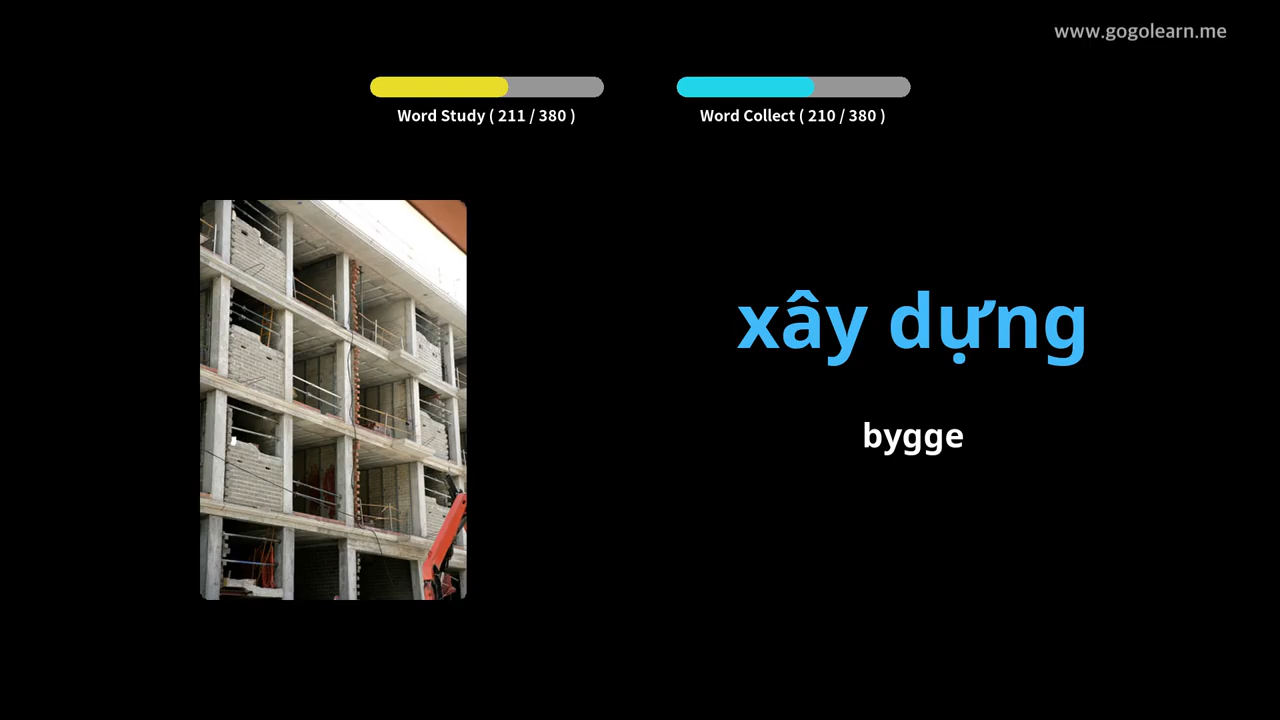 www.gogolearn.me
Word Study ( 211 / 380 )
Word Collect ( 210 / 380 )
xây dựng
bygge